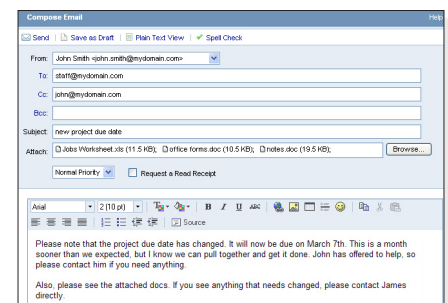 Compose Email Help
Send | Save as Draft | Plain Text View | Spell Check
From: John Smith <john.smith@mydomain.com>
To: staff@mydomain.com
Cc: john@mydomain.com
Bcc:
Subject: new project due date
Attach: Jobs Worksheet.xls (11.5 KB); office forms.doc (10.5 KB); notes.doc (19.5 KB); Browse...
Normal Priority Request a Read Receipt
Arial 2 (10 pt) B I U ABC
Source
Please note that the project due date has changed. It will now be due on March 7th. This is a month
sooner than we expected, but I know we can pull together and get it done. John has offered to help, so
please contact him if you need anything.
Also, please see the attached docs. If you see anything that needs changed, please contact James
directly.